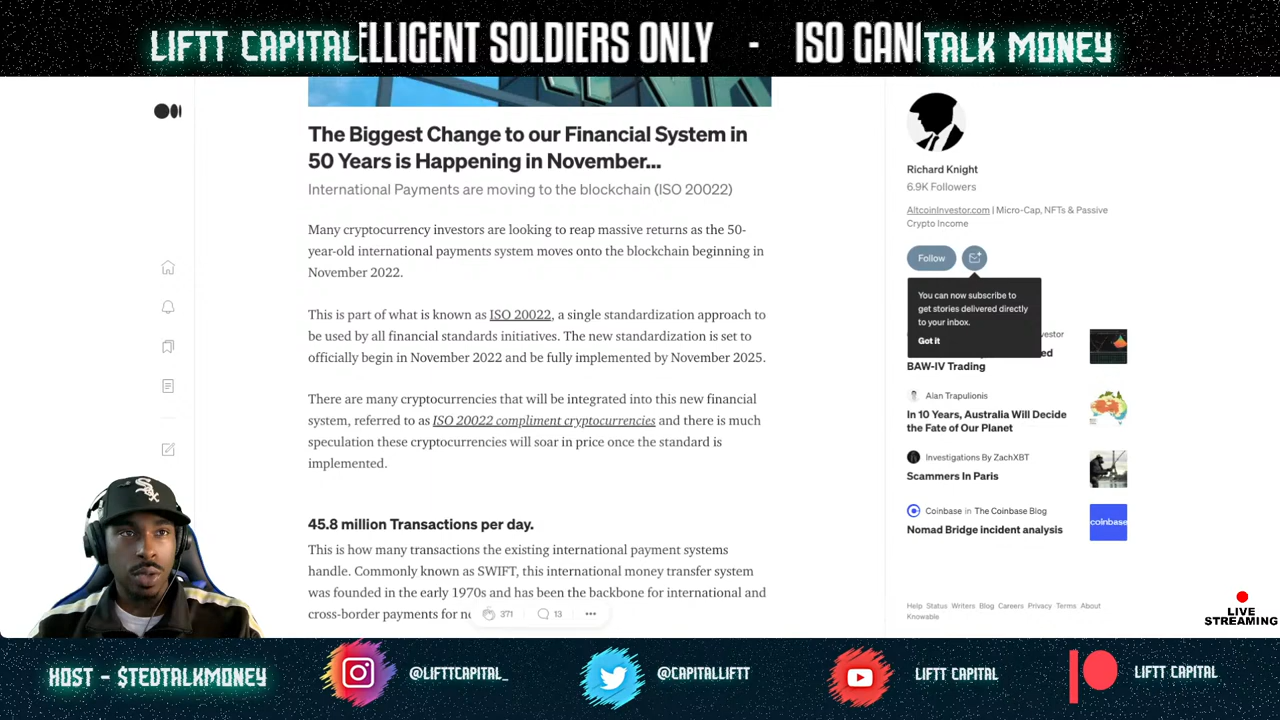 LIFTT CAPITAL
ELLIGENT SOLDIERS ONLY - ISO GAN
TALK MONEY
The Biggest Change to our Financial System in
50 Years is Happening in November...
International Payments are moving to the blockchain (ISO 20022)
Many cryptocurrency investors are looking to reap massive returns as the 50-
year-old international payments system moves onto the blockchain beginning in
November 2022.
This is part of what is known as ISO 20022, a single standardization approach to
be used by all financial standards initiatives. The new standardization is set to
officially begin in November 2022 and be fully implemented by November 2025.
There are many cryptocurrencies that will be integrated into this new financial
system, referred to as ISO 20022 compliment cryptocurrencies and there is much
speculation these cryptocurrencies will soar in price once the standard is
implemented.
45.8 million Transactions per day.
This is how many transactions the existing international payment systems
handle. Commonly known as SWIFT, this international money transfer system
was founded in the early 1970s and has been the backbone for international and
cross-border payments for ne
371
13
Richard Knight
6.9K Followers
AltcoinInvestor.com | Micro-Cap, NFTs & Passive
Crypto Income
Follow
You can now subscribe to
get stories delivered directly
to your inbox.
Got it
vestor
ed
BAW-IV Trading
Alan Trapulionis
In 10 Years, Australia Will Decide
the Fate of Our Planet
Investigations By ZachXBT
Scammers In Paris
Coinbase in The Coinbase Blog
Nomad Bridge incident analysis
coinbase
Help Status Writers Blog Careers Privacy Terms About
Knowable
LIVE
STREAMING
HOST - $TEDTALKMONEY
@LIFTTCAPITAL_
@CAPITALLIFTT
LIFTT CAPITAL
LIFTT CAPITAL